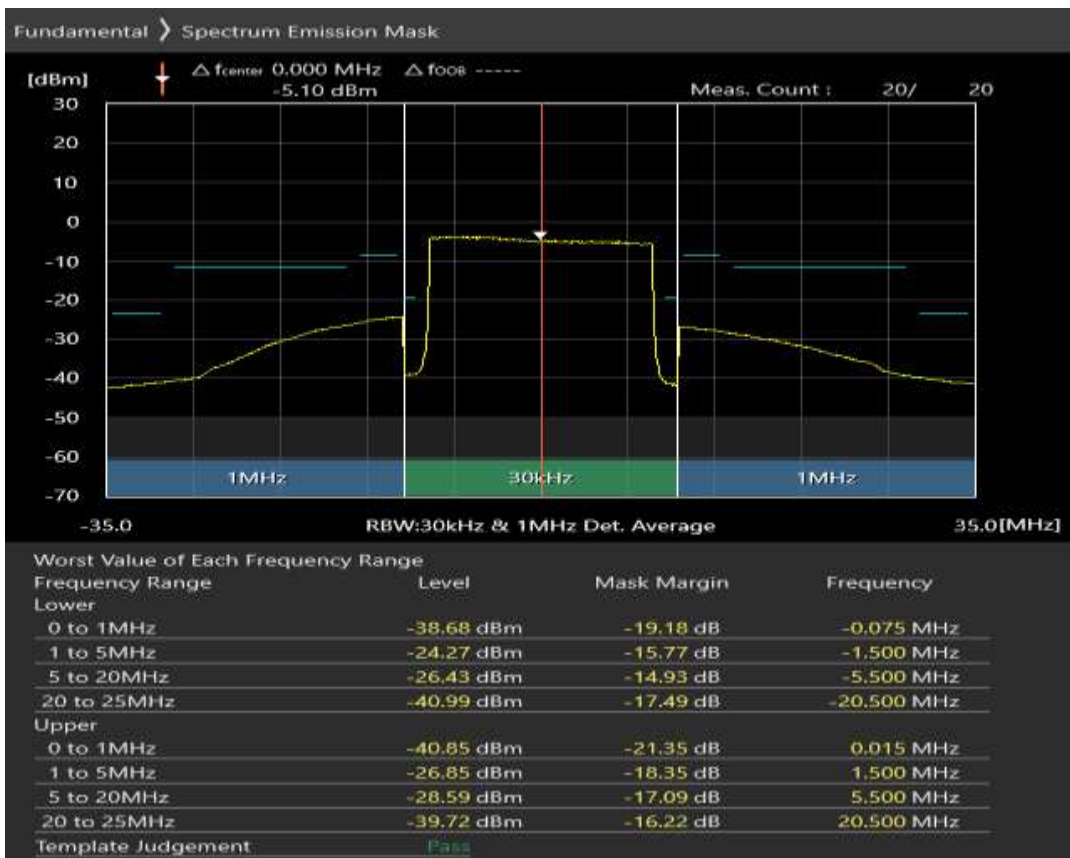 Fundamental ❯ Spectrum Emission Mask
[dBm] △ fcenter 0.000 MHz △ fOOB -----
-5.10 dBm Meas. Count : 20/ 20
30
20
10
0
-10
-20
-30
-40
-50
-60
1MHz 30kHz 1MHz
-70
-35.0 RBW:30kHz & 1MHz Det. Average 35.0[MHz]
Worst Value of Each Frequency Range
Frequency Range Level Mask Margin Frequency
Lower
0 to 1MHz -38.68 dBm -19.18 dB -0.075 MHz
1 to 5MHz -24.27 dBm -15.77 dB -1.500 MHz
5 to 20MHz -26.43 dBm -14.93 dB -5.500 MHz
20 to 25MHz -40.99 dBm -17.49 dB -20.500 MHz
Upper
0 to 1MHz -40.85 dBm -21.35 dB 0.015 MHz
1 to 5MHz -26.85 dBm -18.35 dB 1.500 MHz
5 to 20MHz -28.59 dBm -17.09 dB 5.500 MHz
20 to 25MHz -39.72 dBm -16.22 dB 20.500 MHz
Template Judgement Pass